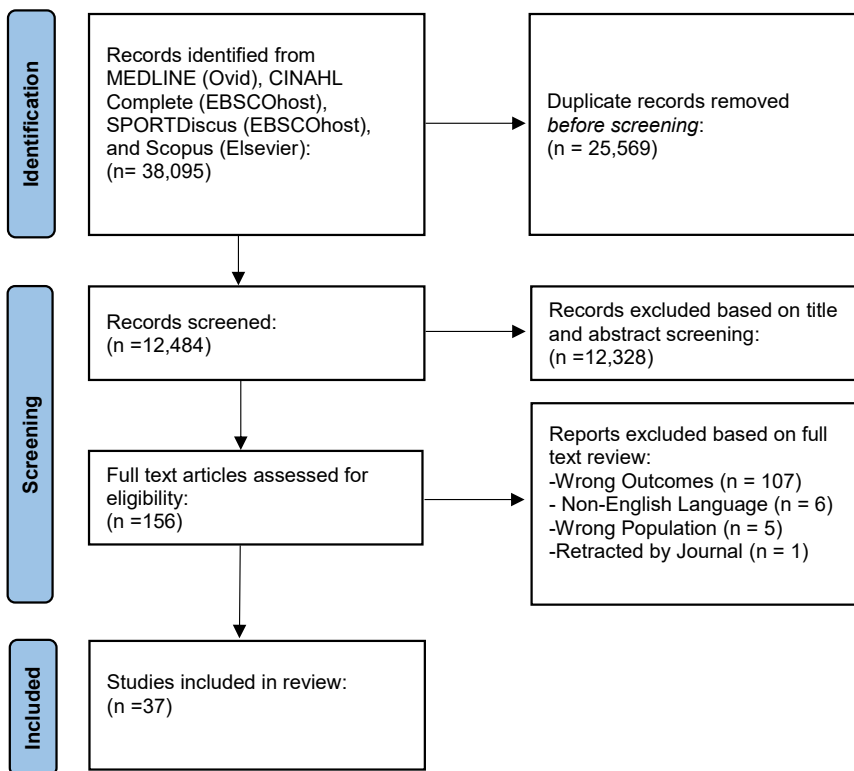 Identification
Records identified from
MEDLINE (Ovid), CINAHL
Complete (EBSCOhost),
SPORTDiscus (EBSCOhost),
and Scopus (Elsevier):
(n= 38,095)
Duplicate records removed
before screening:
(n = 25,569)
Screening
Records screened:
(n =12,484)
Records excluded based on title
and abstract screening:
(n =12,328)
Full text articles assessed for
eligibility:
(n =156)
Reports excluded based on full
text review:
-Wrong Outcomes (n = 107)
- Non-English Language (n = 6)
-Wrong Population (n = 5)
-Retracted by Journal (n = 1)
Included
Studies included in review:
(n =37)